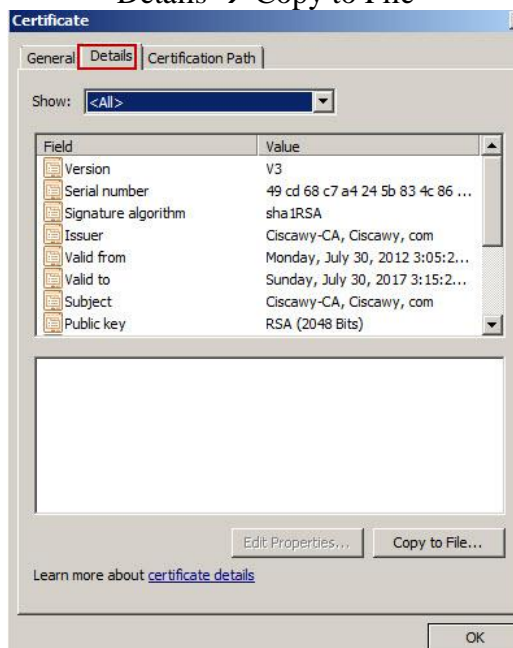 Details → Copy to File
Certificate
General Details Certification Path
Show: <All>
Field Value
Version V3
Serial number 49 cd 68 c7 a4 24 5b 83 4c 86 ...
Signature algorithm sha1RSA
Issuer Ciscawy-CA, Ciscawy, com
Valid from Monday, July 30, 2012 3:05:2...
Valid to Sunday, July 30, 2017 3:15:2...
Subject Ciscawy-CA, Ciscawy, com
Public key RSA (2048 Bits)
Edit Properties... Copy to File...
Learn more about certificate details
OK